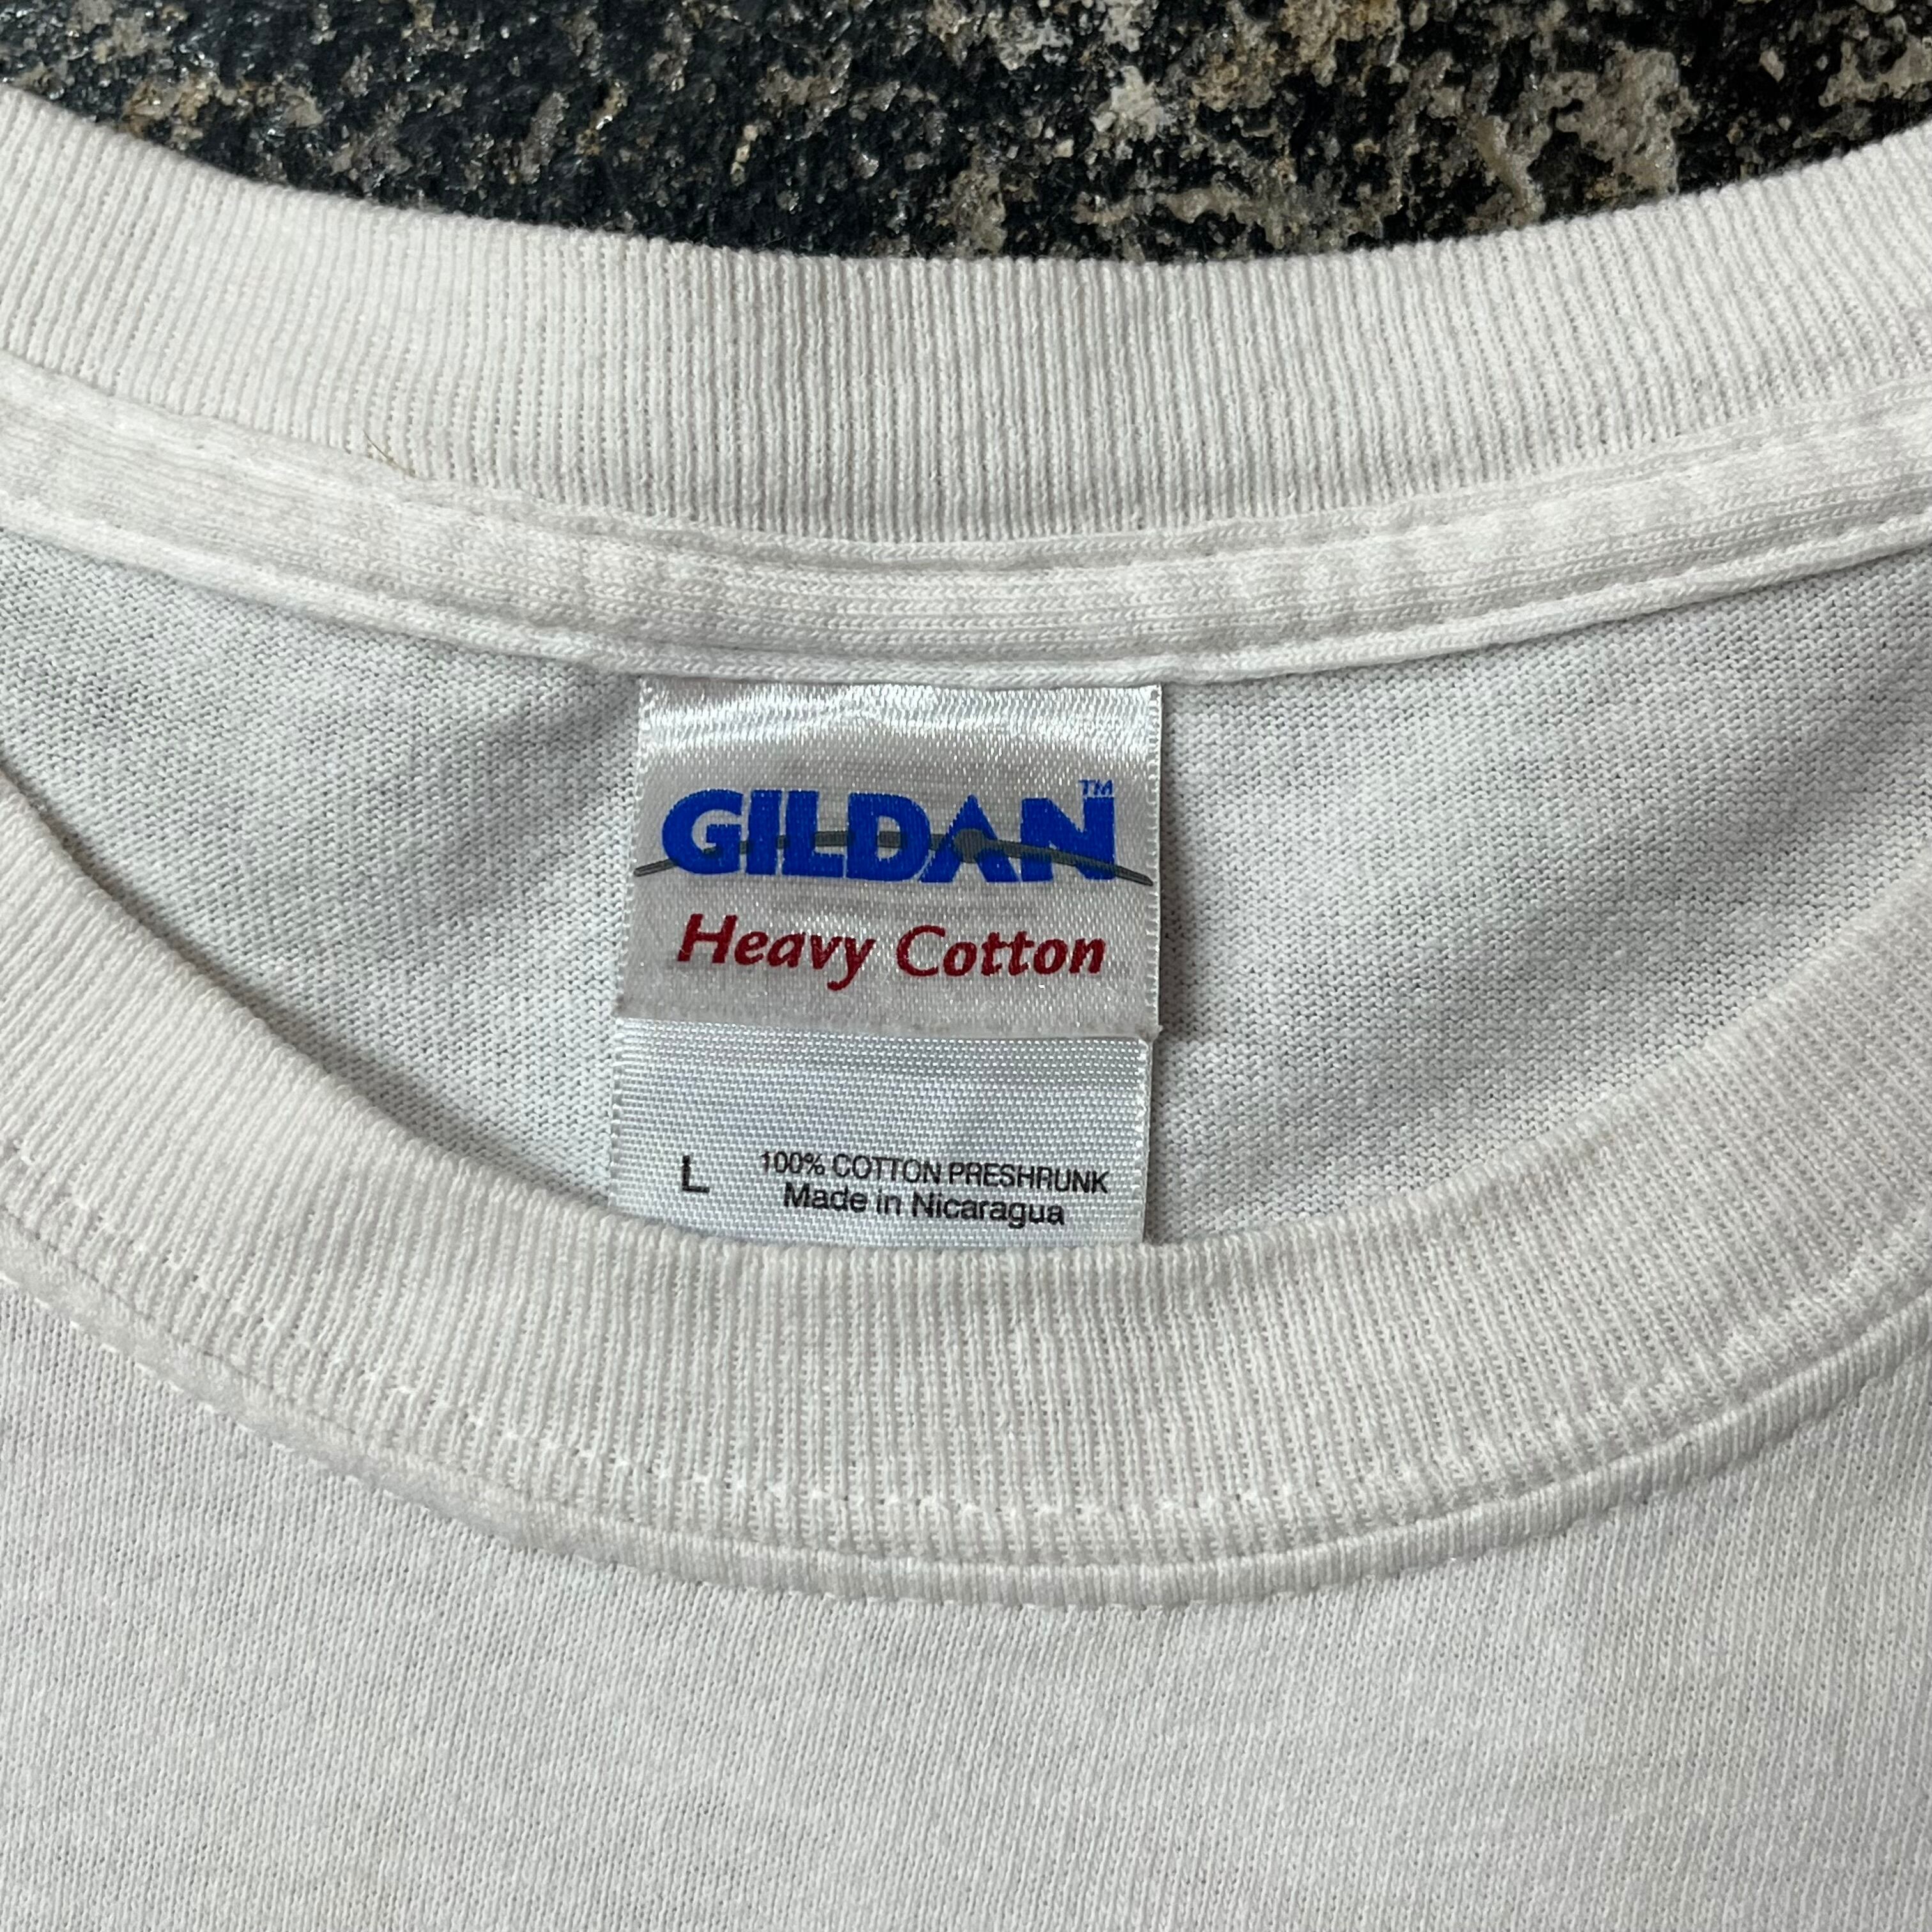 GILDAN™
Heavy Cotton
L 100% COTTON PRESHRUNK
Made in Nicaragua